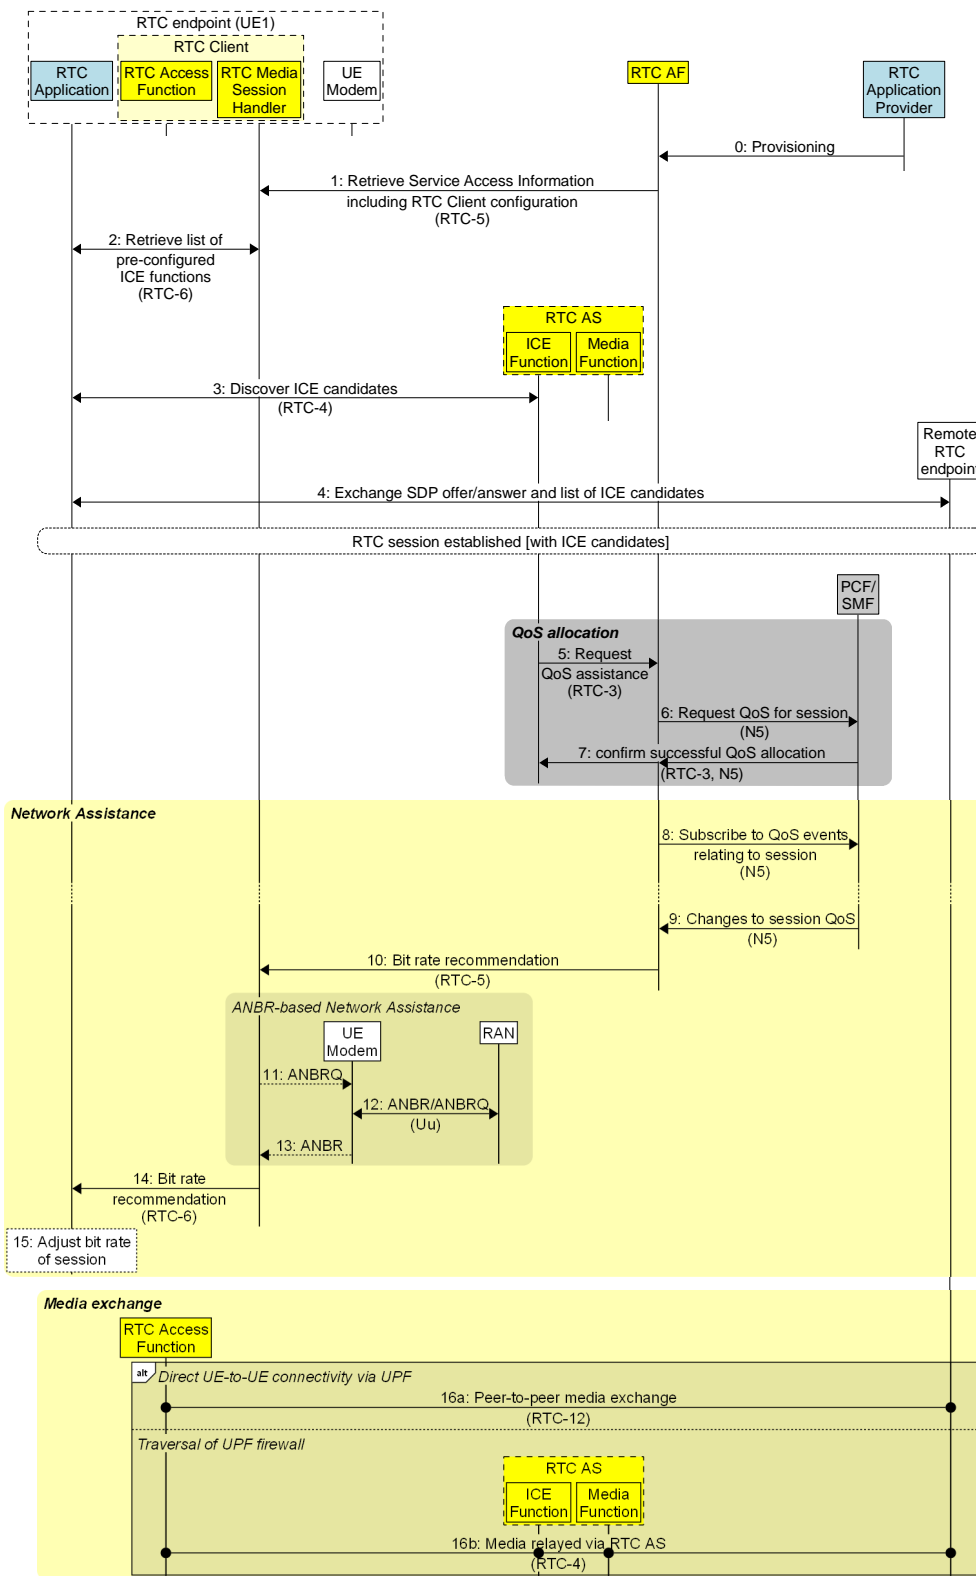 RTC endpoint (UE1)
RTC Client
RTC
Application
RTC Access
Function
RTC Media
Session
Handler
UE
Modem
RTC AF
RTC
Application
Provider
0: Provisioning
1: Retrieve Service Access Information
including RTC Client configuration
(RTC-5)
2: Retrieve list of
pre-configured
ICE functions
(RTC-6)
RTC AS
ICE
Function
Media
Function
3: Discover ICE candidates
(RTC-4)
Remote
RTC
endpoint
4: Exchange SDP offer/answer and list of ICE candidates
RTC session established [with ICE candidates]
PCF/
SMF
QoS allocation
5: Request
QoS assistance
(RTC-3)
6: Request QoS for session
(N5)
7: confirm successful QoS allocation
(RTC-3, N5)
Network Assistance
8: Subscribe to QoS events
relating to session
(N5)
9: Changes to session QoS
(N5)
10: Bit rate recommendation
(RTC-5)
ANBR-based Network Assistance
UE
Modem
RAN
11: ANBRQ
12: ANBR/ANBRQ
(Uu)
13: ANBR
14: Bit rate
recommendation
(RTC-6)
15: Adjust bit rate
of session
Media exchange
RTC Access
Function
alt
Direct UE-to-UE connectivity via UPF
16a: Peer-to-peer media exchange
(RTC-12)
Traversal of UPF firewall
RTC AS
ICE
Function
Media
Function
16b: Media relayed via RTC AS
(RTC-4)